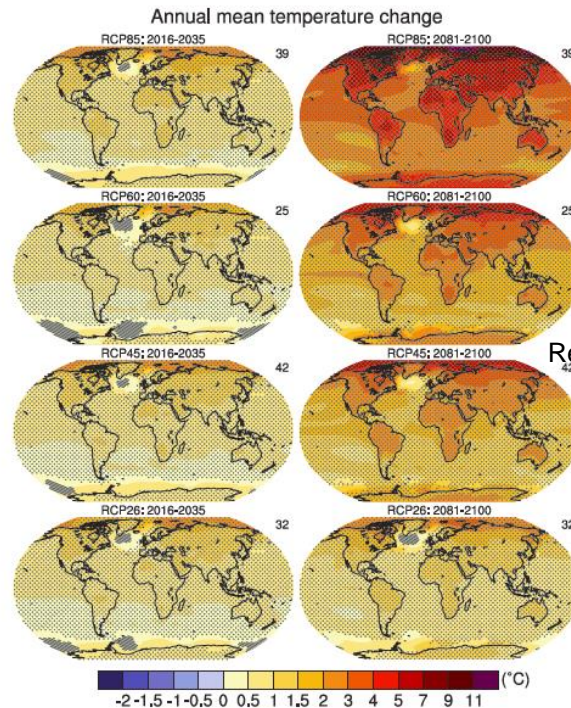 Annual mean temperature change
RCP85: 2016-2035 39
RCP85: 2081-2100 39
RCP60: 2016-2035 25
RCP60: 2081-2100 25
RCP45: 2016-2035 42
RCP45: 2081-2100 42
Re
RCP26: 2016-2035 32
RCP26: 2081-2100 32
(°C)
-2 -1.5 -1 -0.5 0 0.5 1 1.5 2 3 4 5 7 9 11